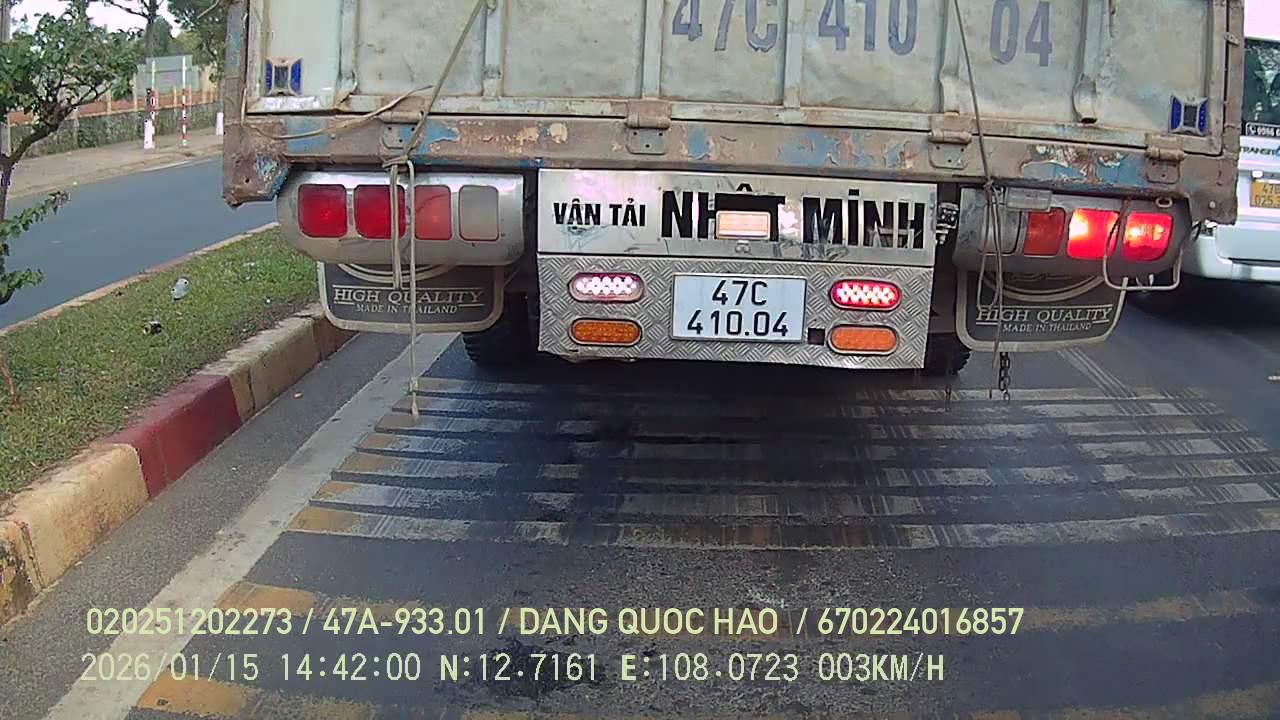 47C 410 04
VẬN TẢI NHẬT MINH
47C
410.04
HIGH QUALITY
MADE IN THAILAND
HIGH QUALITY
MADE IN THAILAND
TRANSIT
020251202273 / 47A-933.01 / DANG QUOC HAO / 670224016857
2026/01/15 14:42:00 N:12.7161 E:108.0723 003KM/H